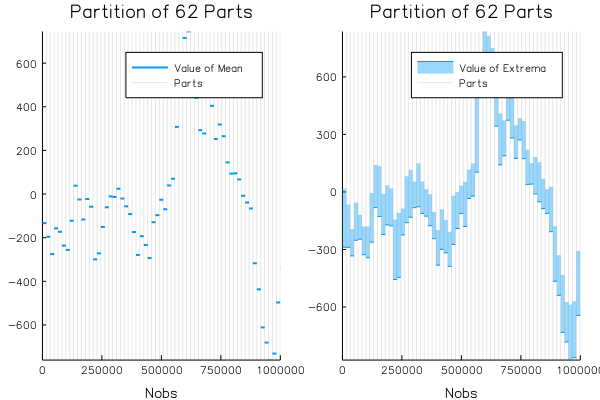 Partition of 62 Parts
Value of Mean
Parts
600
400
200
0
−200
−400
−600
0 250000 500000 750000 1000000
Nobs
Partition of 62 Parts
Value of Extrema
Parts
600
300
0
−300
−600
0 250000 500000 750000 1000000
Nobs